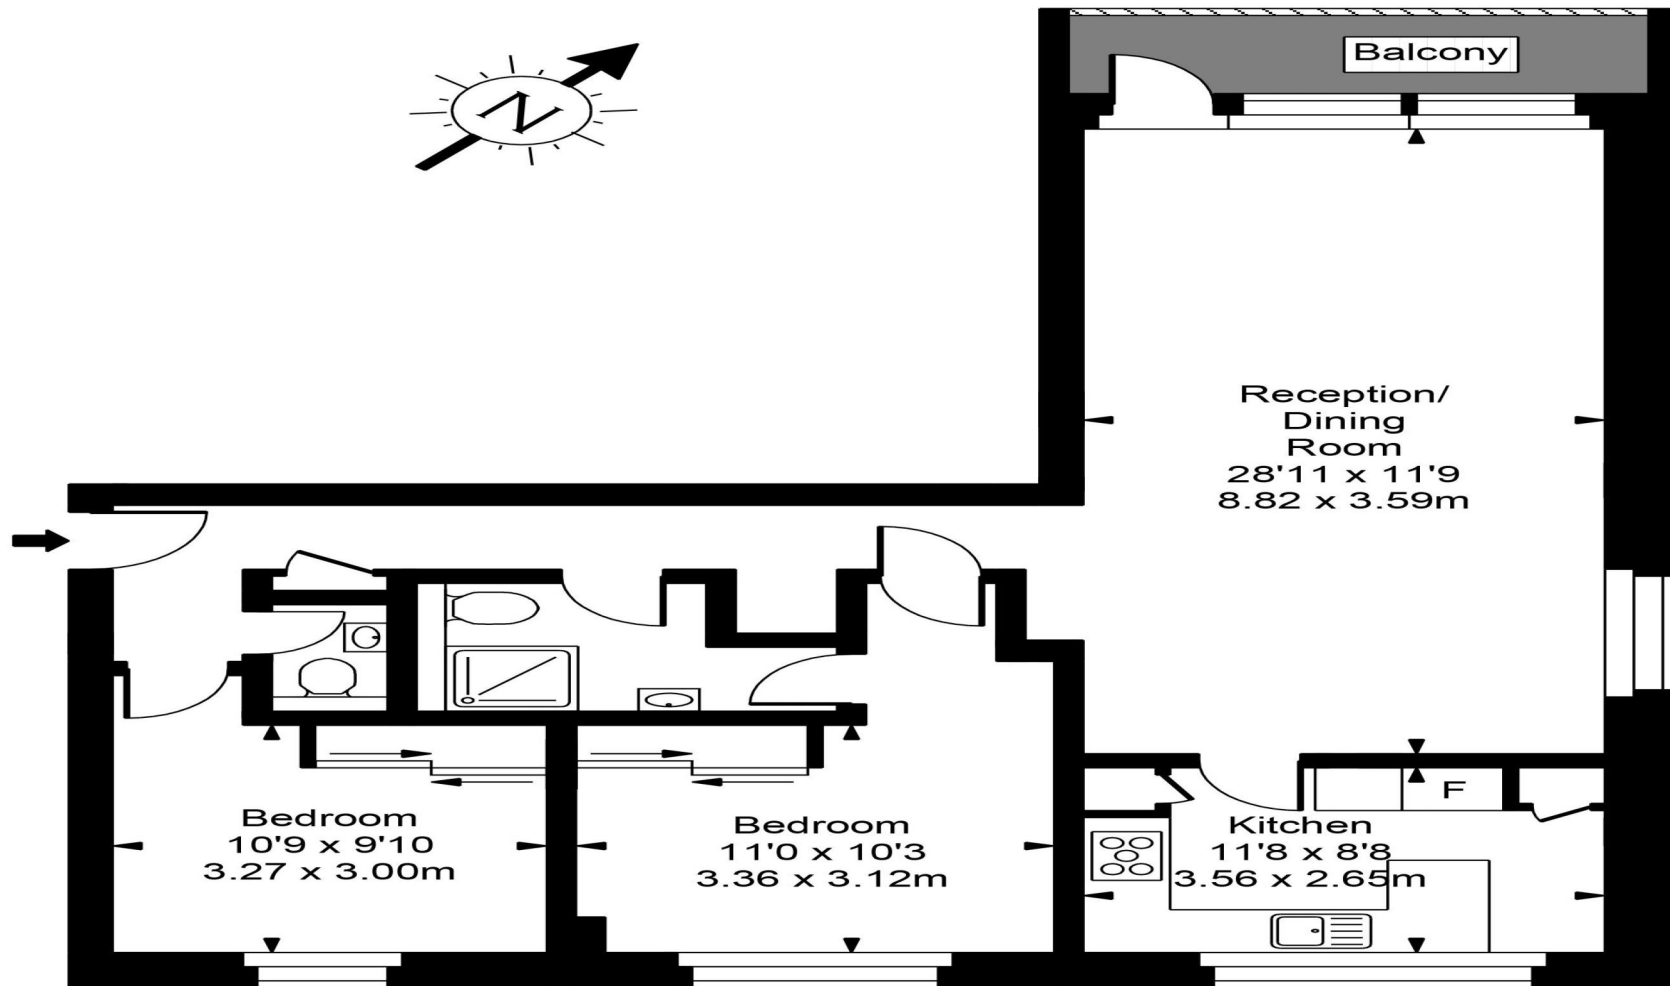 Balcony
N
Reception/
Dining
Room
28'11 x 11'9
8.82 x 3.59m
Bedroom
10'9 x 9'10
3.27 x 3.00m
Bedroom
11'0 x 10'3
3.36 x 3.12m
F
Kitchen
11'8 x 8'8
3.56 x 2.65m